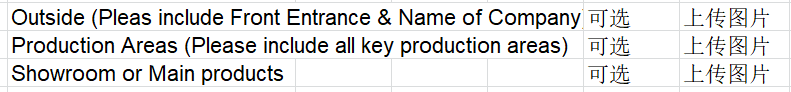 Outside (Pleas include Front Entrance & Name of Company 可选 上传图片
Production Areas (Please include all key production areas) 可选 上传图片
Showroom or Main products 可选 上传图片